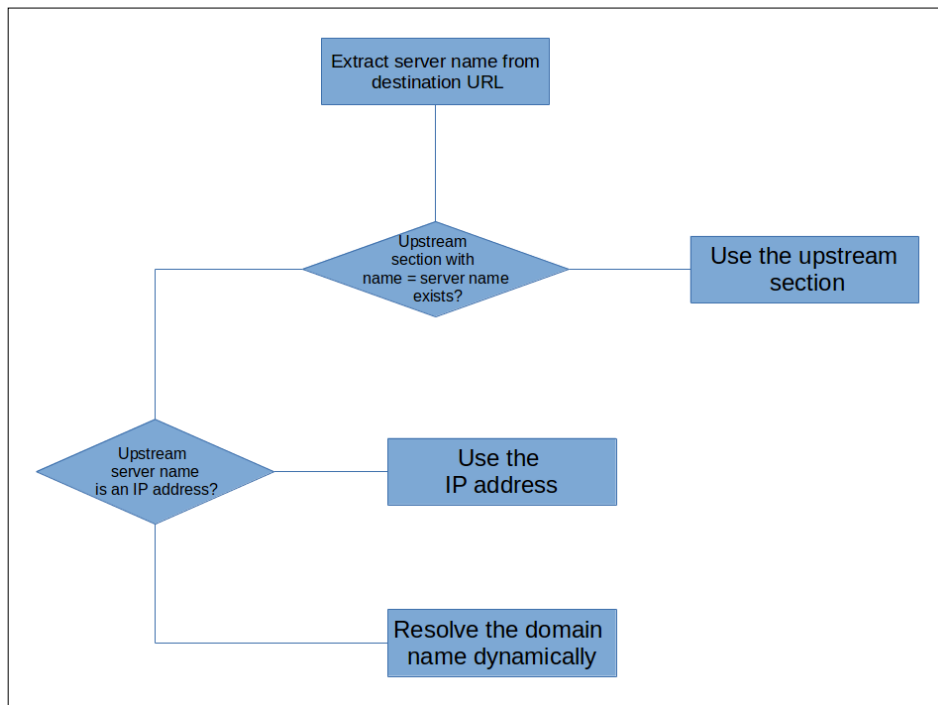 Extract server name from
destination URL
Upstream
section with
name = server name
exists?
Use the upstream
section
Upstream
server name
is an IP address?
Use the
IP address
Resolve the domain
name dynamically